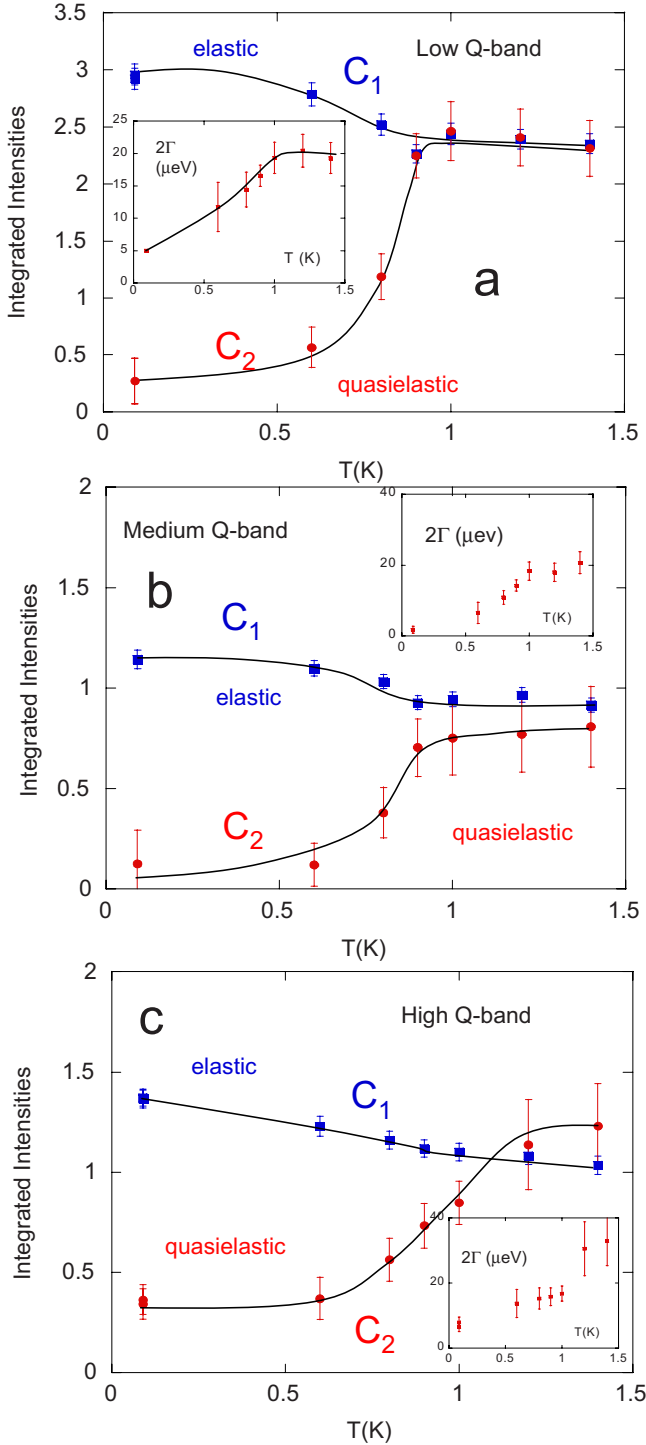 3.5
elastic
Low Q-band
3
C1
Integrated Intensities
2.5
25
2Γ
20
(μeV)
2
15
10
1.5
5
T (K)
0
0
0.5
1
1.5
a
1
C2
0.5
quasielastic
0
0
0.5
1
1.5
T(K)
2
40
Medium Q-band
2Γ (μev)
20
1.5
b
T(K)
0
0
0.5
1
1.5
C1
Integrated Intensities
1
elastic
0.5
C2
quasielastic
0
0
0.5
1
1.5
T(K)
2
c
High Q-band
elastic
1.5
C1
Integrated Intensities
1
40
quasielastic
2Γ (μeV)
20
0.5
C2
T(K)
0
0
0.5
1
1.5
0
0
0.5
1
1.5
T(K)